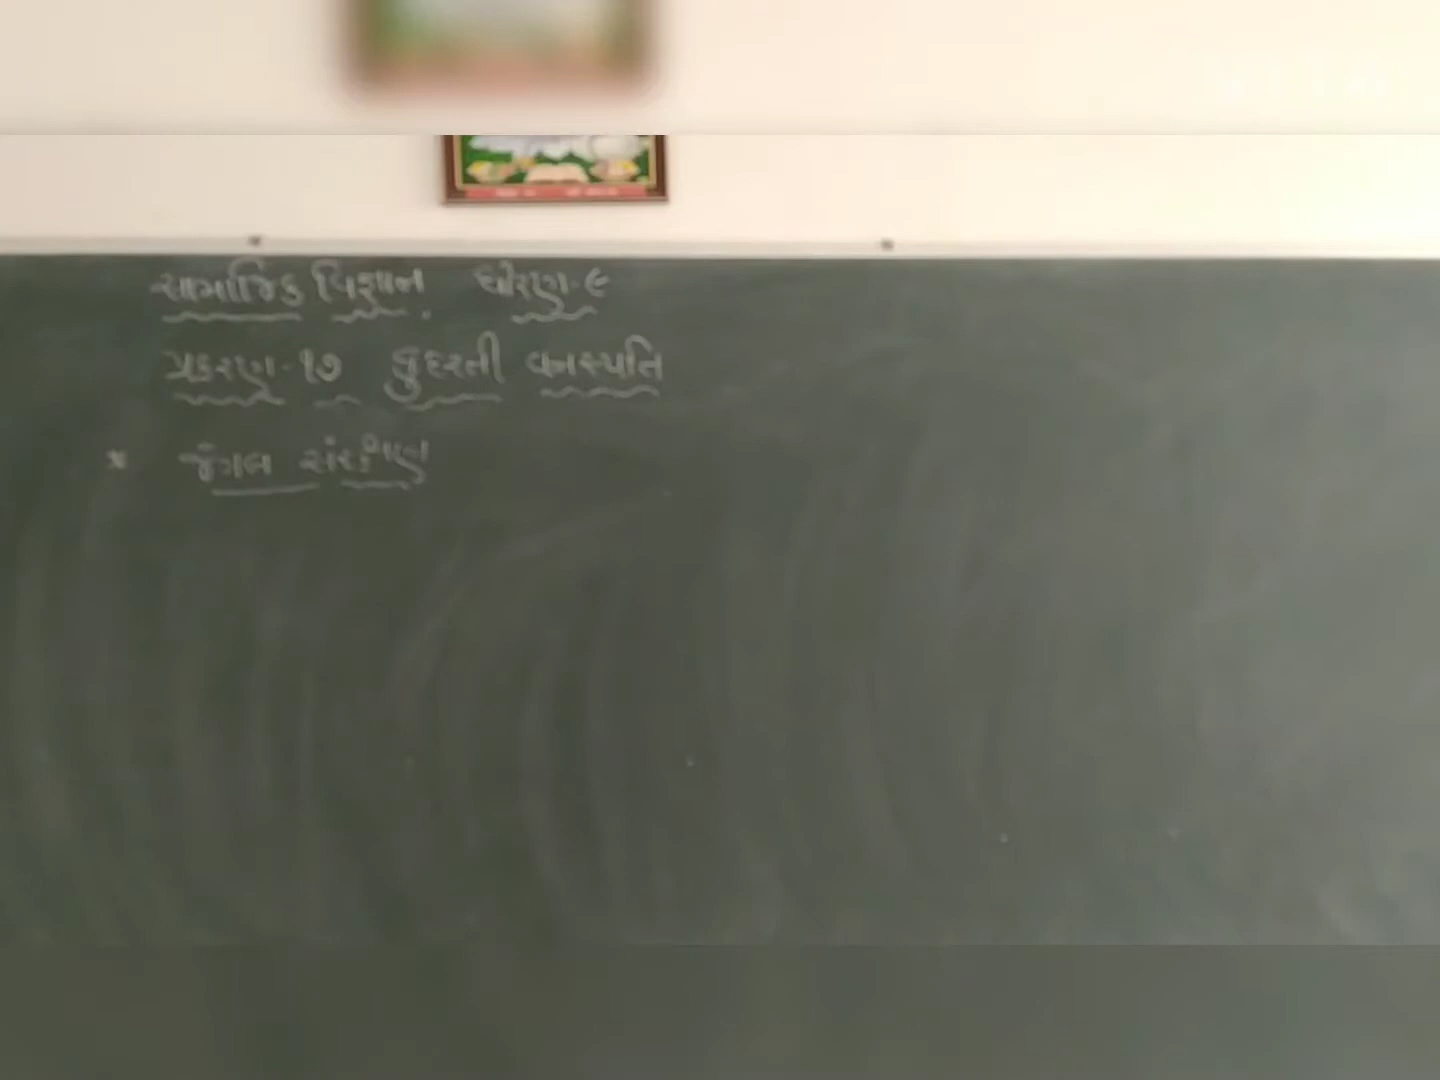 સામાજિક વિજ્ઞાન. ધોરણ-૯
પ્રકરણ-૧૭ કુદરતી વનસ્પતિ
* જંગલ સંરક્ષણ